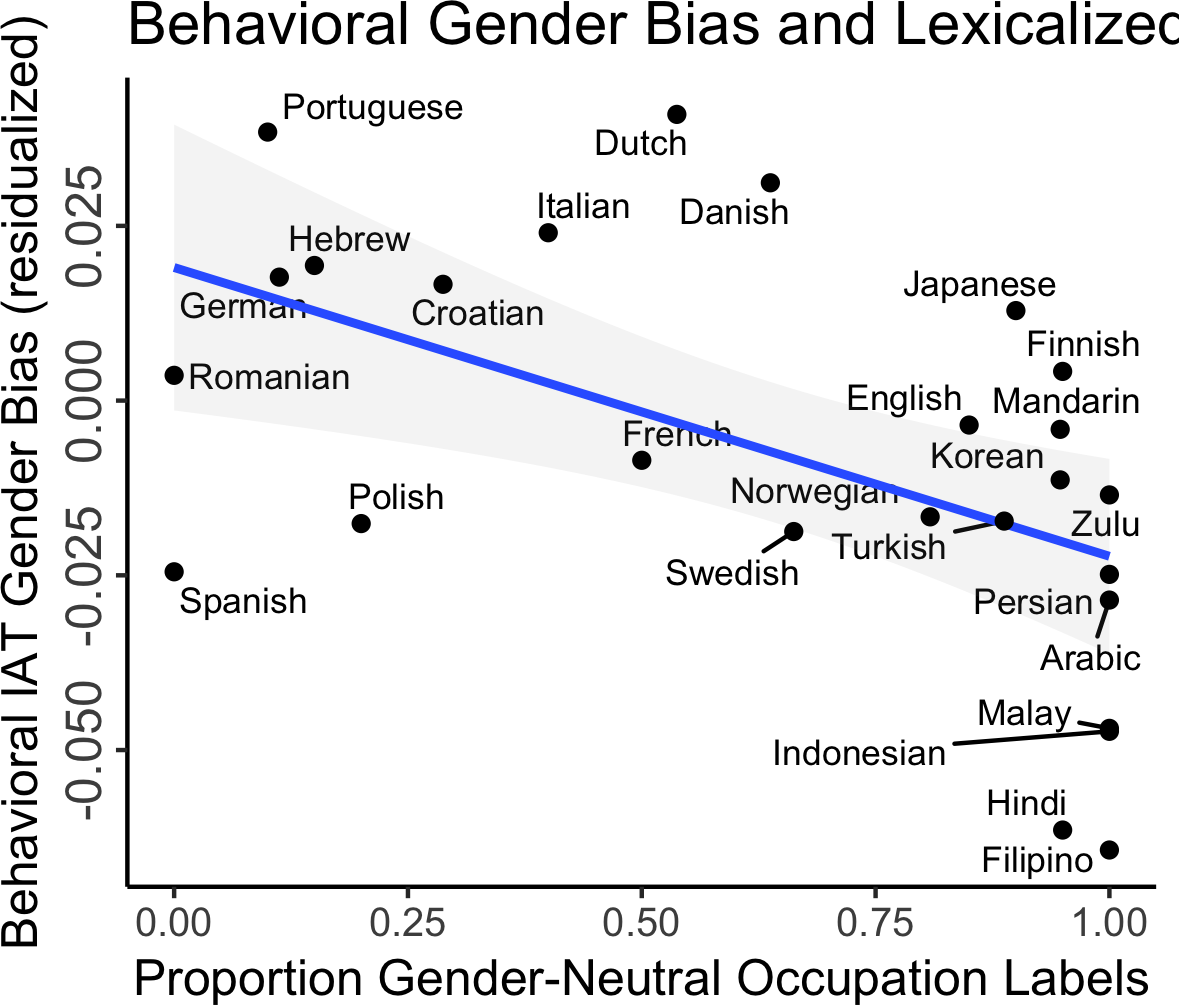 Behavioral Gender Bias and Lexicalized
Behavioral IAT Gender Bias (residualized)
0.025
0.000
-0.025
-0.050
Portuguese
Dutch
Italian
Danish
Hebrew
German
Croatian
Japanese
Finnish
Romanian
English
Mandarin
French
Korean
Polish
Norwegian
Zulu
Turkish
Swedish
Spanish
Persian
Arabic
Malay
Indonesian
Hindi
Filipino
0.00
0.25
0.50
0.75
1.00
Proportion Gender-Neutral Occupation Labels